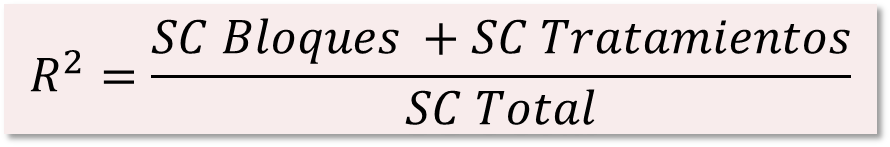 R² = (SC Bloques + SC Tratamientos) / (SC Total)